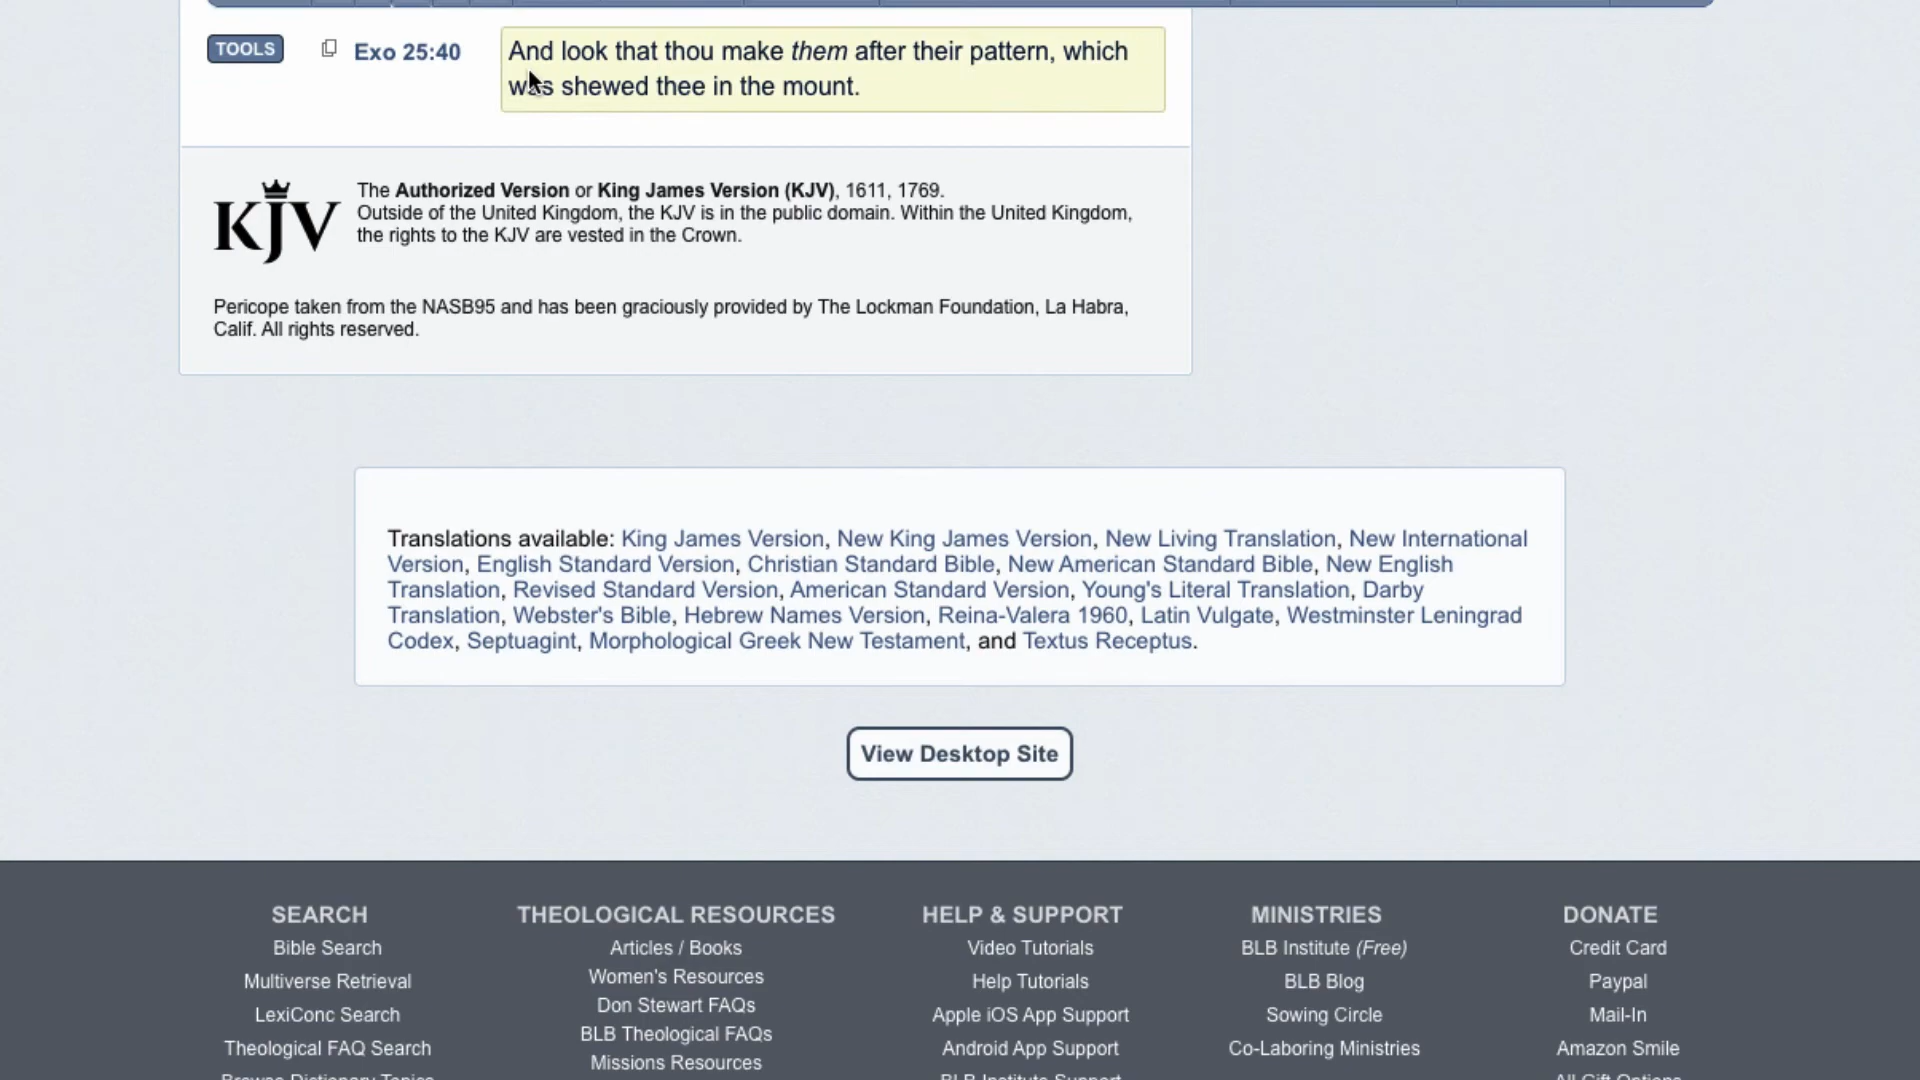 TOOLS Exo 25:40 And look that thou make them after their pattern, which
was shewed thee in the mount.
KJV
The Authorized Version or King James Version (KJV), 1611, 1769.
Outside of the United Kingdom, the KJV is in the public domain. Within the United Kingdom,
the rights to the KJV are vested in the Crown.
Pericope taken from the NASB95 and has been graciously provided by The Lockman Foundation, La Habra,
Calif. All rights reserved.
Translations available: King James Version, New King James Version, New Living Translation, New International
Version, English Standard Version, Christian Standard Bible, New American Standard Bible, New English
Translation, Revised Standard Version, American Standard Version, Young's Literal Translation, Darby
Translation, Webster's Bible, Hebrew Names Version, Reina-Valera 1960, Latin Vulgate, Westminster Leningrad
Codex, Septuagint, Morphological Greek New Testament, and Textus Receptus.
View Desktop Site
SEARCH
Bible Search
Multiverse Retrieval
LexiConc Search
Theological FAQ Search
Browse Dictionary Topics
THEOLOGICAL RESOURCES
Articles / Books
Women's Resources
Don Stewart FAQs
BLB Theological FAQs
Missions Resources
HELP & SUPPORT
Video Tutorials
Help Tutorials
Apple iOS App Support
Android App Support
BLB Institute Support
MINISTRIES
BLB Institute (Free)
BLB Blog
Sowing Circle
Co-Laboring Ministries
DONATE
Credit Card
Paypal
Mail-In
Amazon Smile
All Gift Options